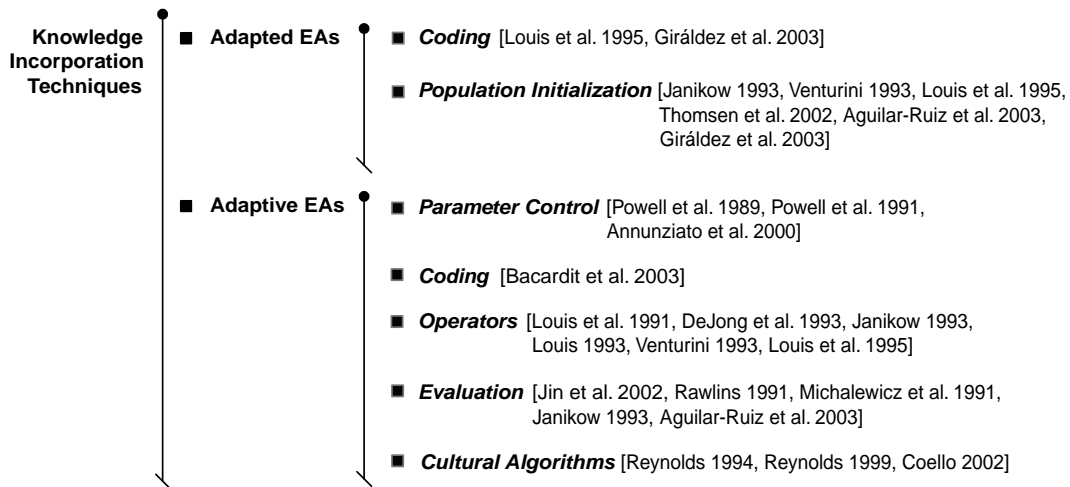 Knowledge
Incorporation
Techniques
Adapted EAs
Coding [Louis et al. 1995, Giráldez et al. 2003]
Population Initialization [Janikow 1993, Venturini 1993, Louis et al. 1995,
Thomsen et al. 2002, Aguilar-Ruiz et al. 2003,
Giráldez et al. 2003]
Adaptive EAs
Parameter Control [Powell et al. 1989, Powell et al. 1991,
Annunziato et al. 2000]
Coding [Bacardit et al. 2003]
Operators [Louis et al. 1991, DeJong et al. 1993, Janikow 1993,
Louis 1993, Venturini 1993, Louis et al. 1995]
Evaluation [Jin et al. 2002, Rawlins 1991, Michalewicz et al. 1991,
Janikow 1993, Aguilar-Ruiz et al. 2003]
Cultural Algorithms [Reynolds 1994, Reynolds 1999, Coello 2002]